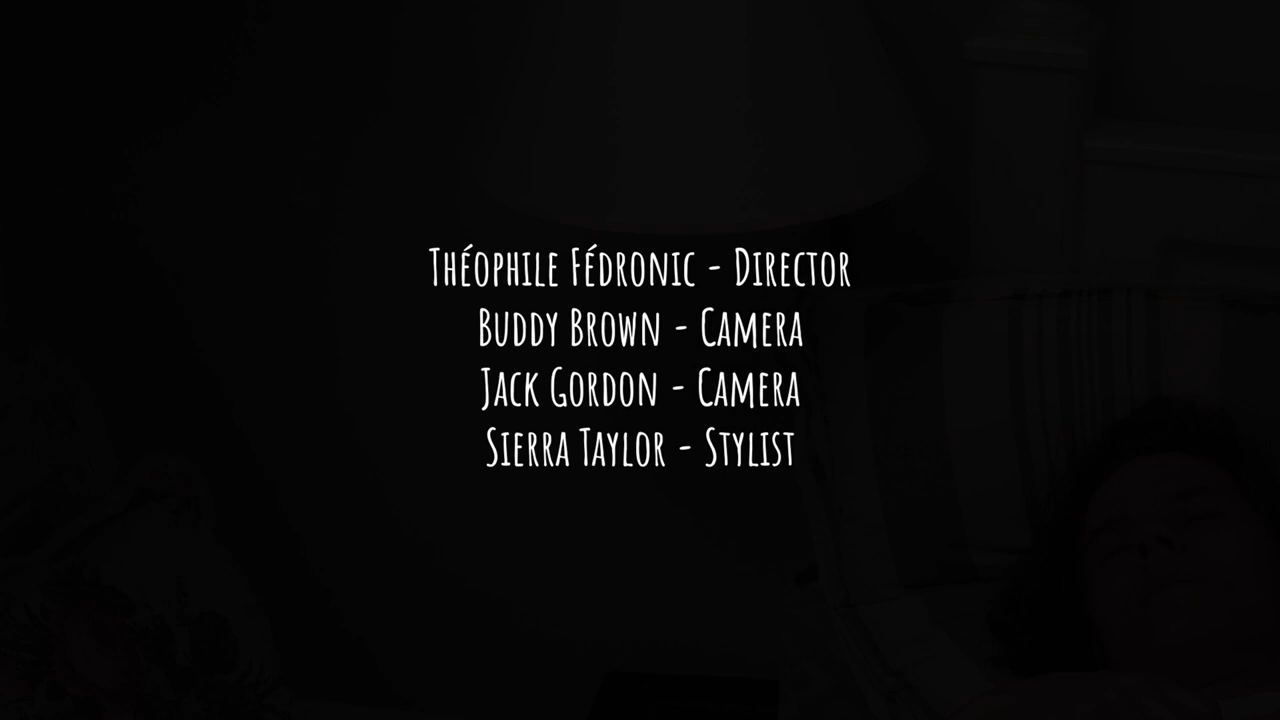 Théophile Fédronic - Director
Buddy Brown - Camera
Jack Gordon - Camera
Sierra Taylor - Stylist